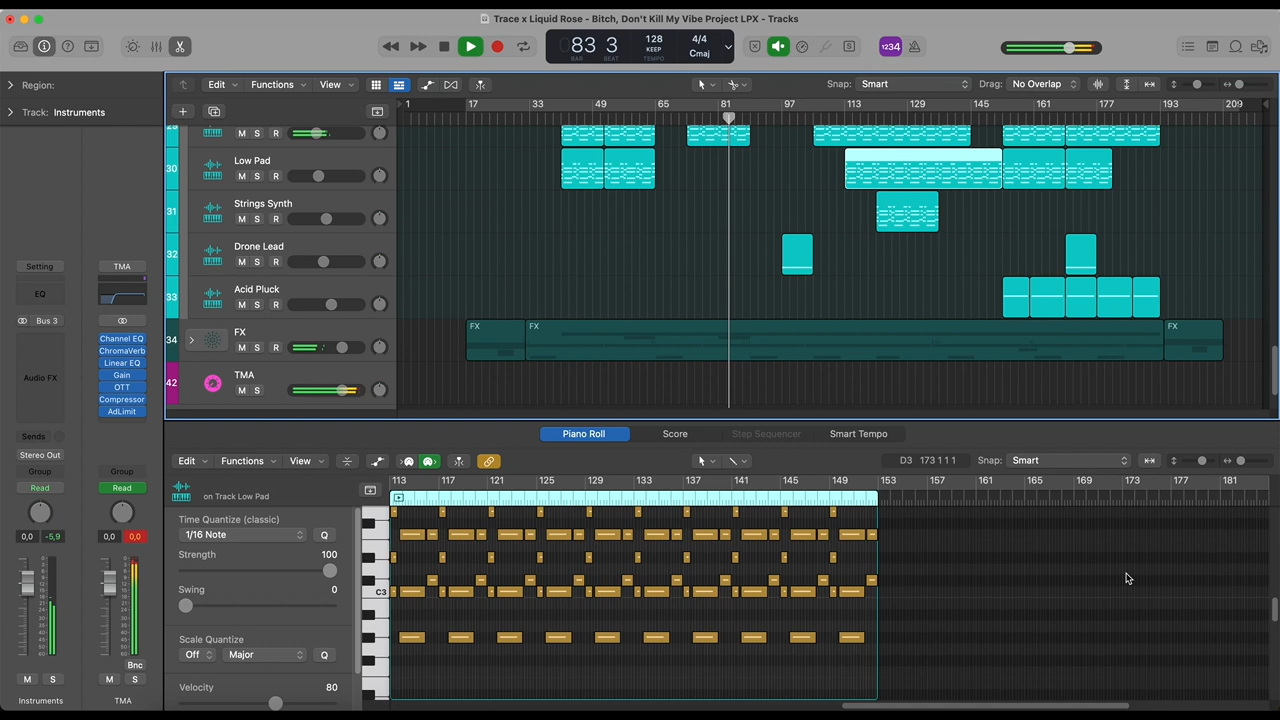 Trace x Liquid Rose - Bitch, Don't Kill My Vibe Project LPX - Tracks
83 3
BAR BEAT
128
KEEP
TEMPO
4/4
Cmaj
1234
Region:
Edit Functions View Snap: Smart Drag: No Overlap
Track: Instruments
1 17 33 49 65 81 97 113 129 145 161 177 193 209
29
M S R
30
Low Pad
M S R
31
Strings Synth
M S R
32
Drone Lead
M S R
33
Acid Pluck
M S R
34
FX
M S R
FX FX FX
42
TMA
M S
Setting TMA
EQ
Bus 3
Audio FX
Channel EQ
ChromaVerb
Linear EQ
Gain
OTT
Compressor
AdLimit
Sends
Stereo Out
Group Group
Read Read
0,0 -5,9 0,0 0,0
Bnc
M S M S
Instruments TMA
Piano Roll Score Step Sequencer Smart Tempo
Edit Functions View D3 173 1 1 1 Snap: Smart
on Track Low Pad
113 117 121 125 129 133 137 141 145 149 153 157 161 165 169 173 177 181
Time Quantize (classic)
1/16 Note Q
Strength 100
Swing 0
Scale Quantize
Off Major Q
Velocity 80
C3